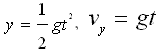 y = 1/2 gt², v_y = gt